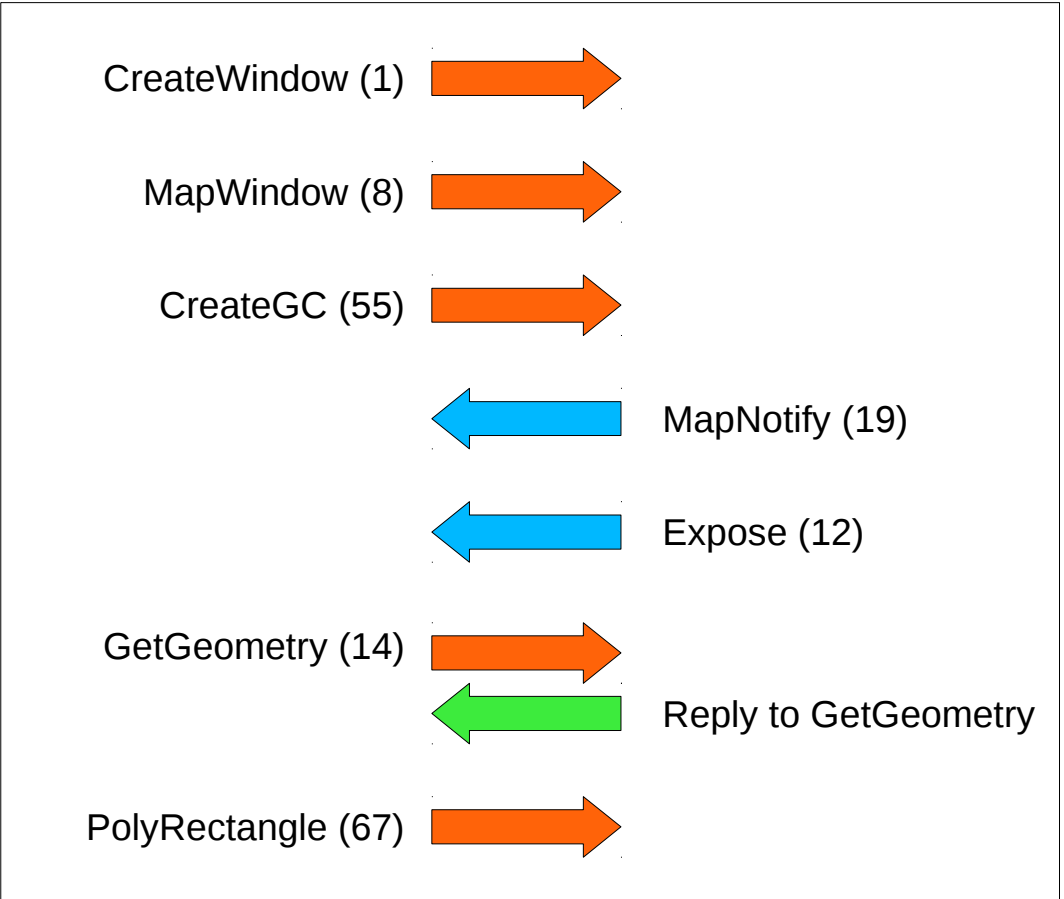 CreateWindow (1)
MapWindow (8)
CreateGC (55)
MapNotify (19)
Expose (12)
GetGeometry (14)
Reply to GetGeometry
PolyRectangle (67)